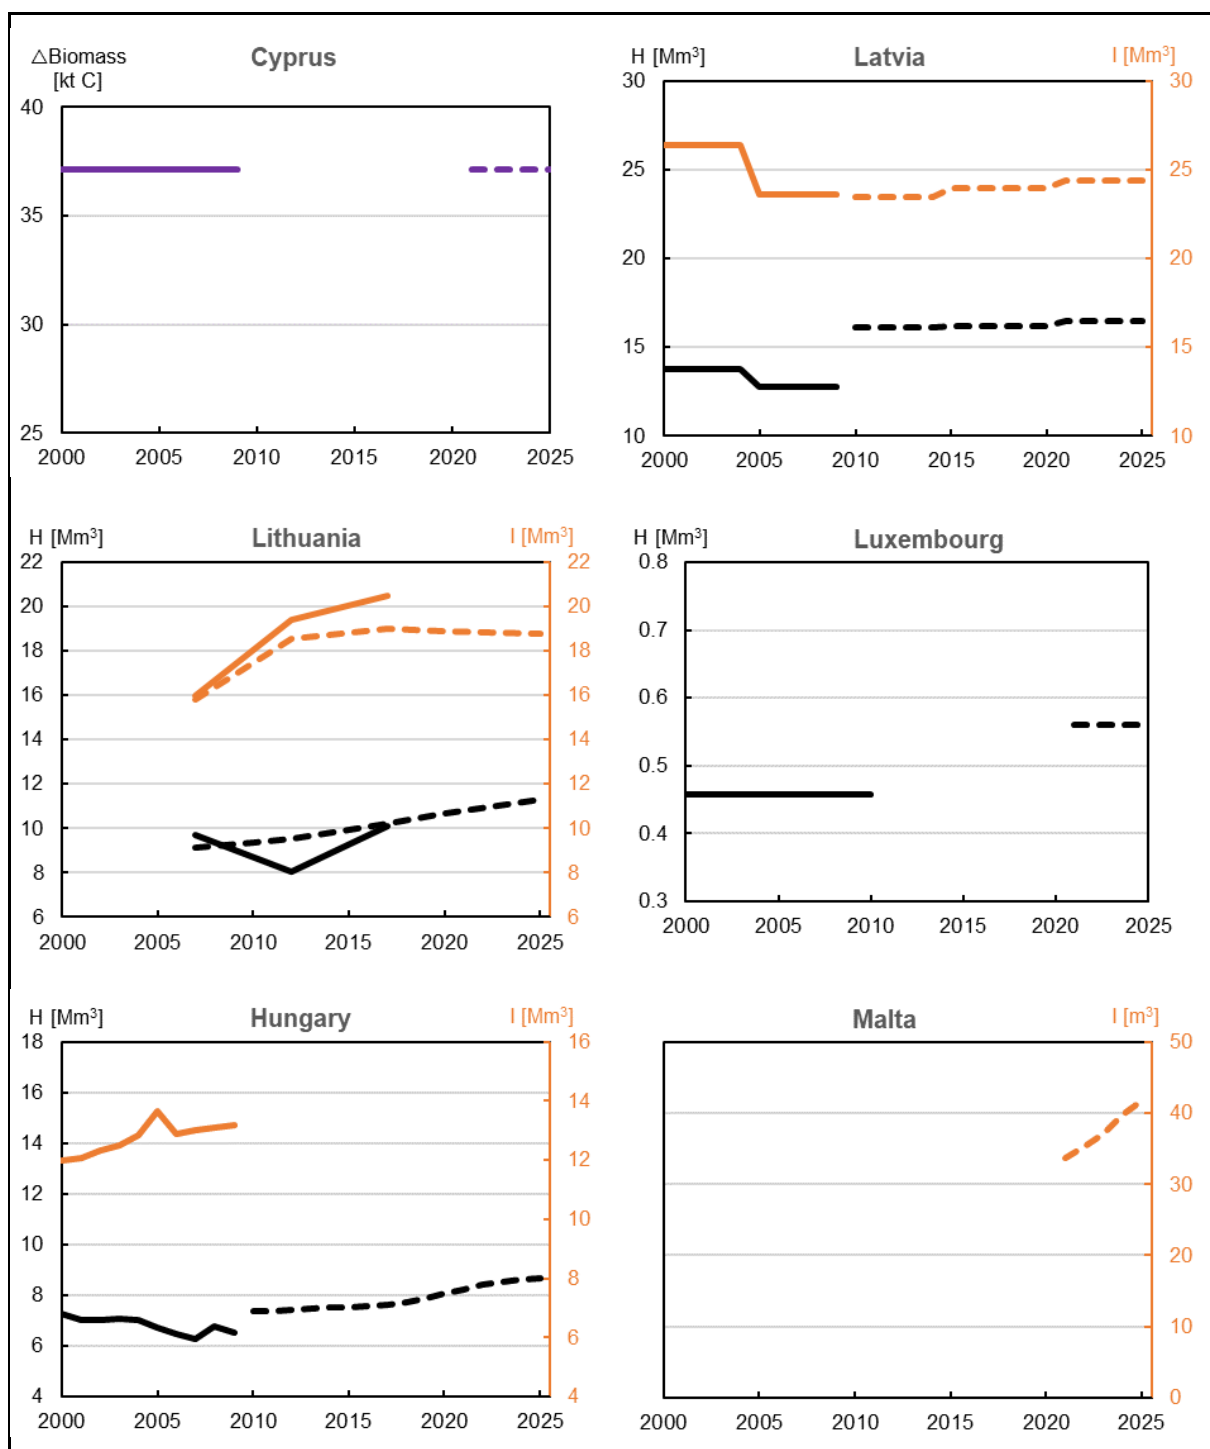 △Biomass
[kt C]
Cyprus
40
35
30
25
2000 2005 2010 2015 2020 2025
H [Mm³]
Latvia
I [Mm³]
30 30
25 25
20 20
15 15
10 10
2000 2005 2010 2015 2020 2025
H [Mm³]
Lithuania
I [Mm³]
22 22
20 20
18 18
16 16
14 14
12 12
10 10
8 8
6 6
2000 2005 2010 2015 2020 2025
H [Mm³]
Luxembourg
0.8
0.7
0.6
0.5
0.4
0.3
2000 2005 2010 2015 2020 2025
H [Mm³]
Hungary
I [Mm³]
18 16
16 14
14 12
12 10
10 8
8 6
6 4
4
2000 2005 2010 2015 2020 2025
Malta
I [m³]
50
40
30
20
10
0
2000 2005 2010 2015 2020 2025